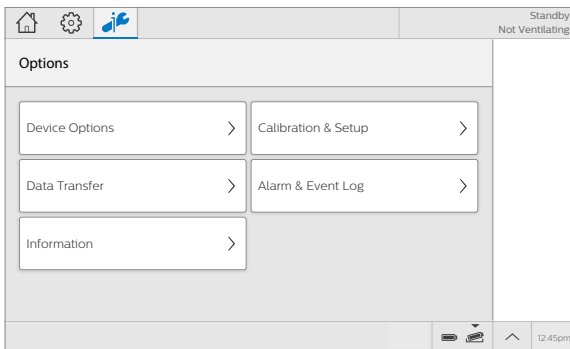 Standby
Not Ventilating
Options
Device Options
Calibration & Setup
Data Transfer
Alarm & Event Log
Information
12:45pm